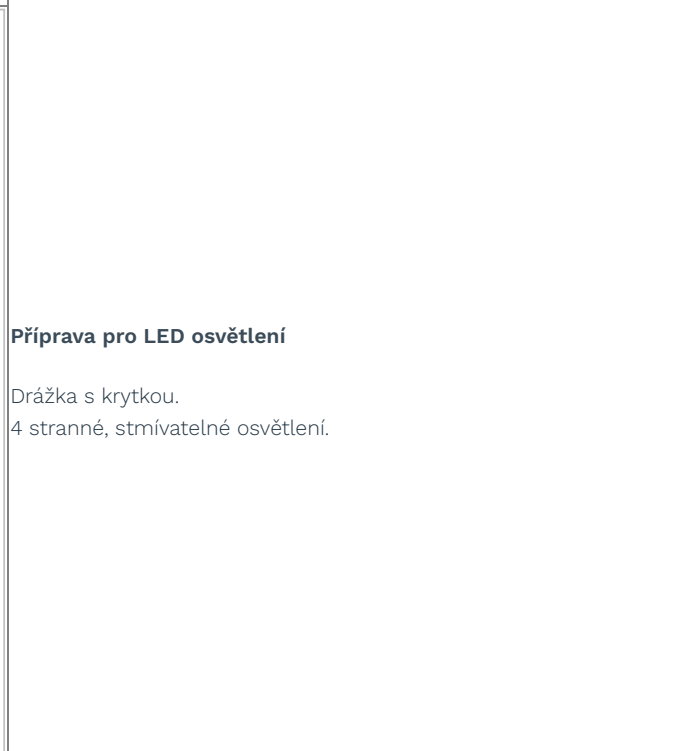 Příprava pro LED osvětlení
Drážka s krytkou.
4 stranné, stmívatelné osvětlení.